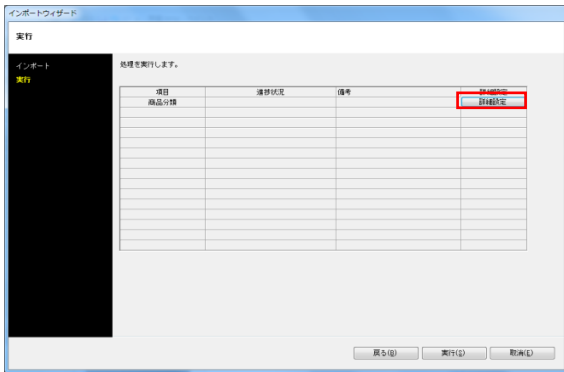 インポートウィザード
実行
インポート
実行
処理を実行します。
項目 進捗状況 備考 詳細設定
商品分類 詳細設定
戻る(B) 実行(S) 取消(E)